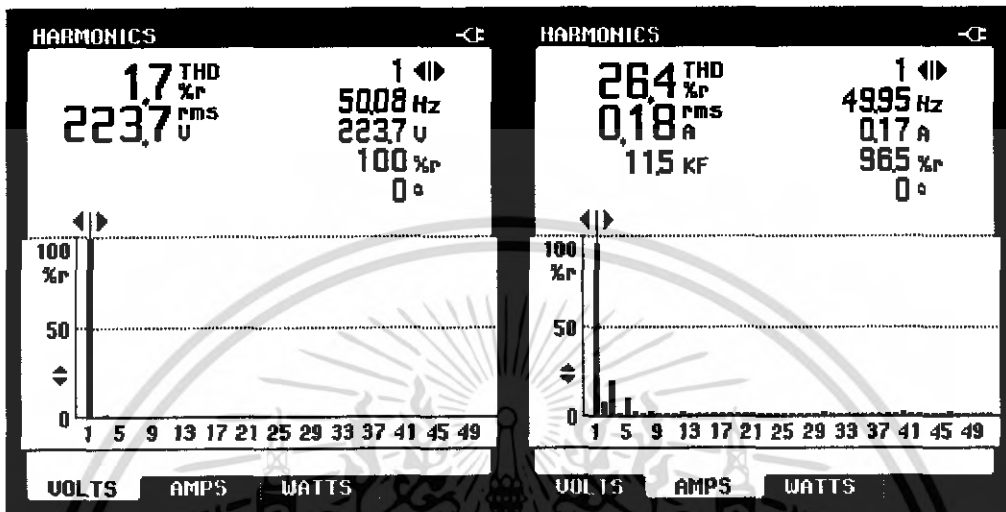 HARMONICS
1,7 THD %r
1
223,7 rms V
50,08 Hz
223,7 V
100 %r
0 °
100
%r
50
0
1 5 9 13 17 21 25 29 33 37 41 45 49
VOLTS AMPS WATTS
HARMONICS
26,4 THD %r
1
0,18 rms A
49,95 Hz
11,5 KF
0,17 A
96,5 %r
0 °
100
%r
50
0
1 5 9 13 17 21 25 29 33 37 41 45 49
VOLTS AMPS WATTS